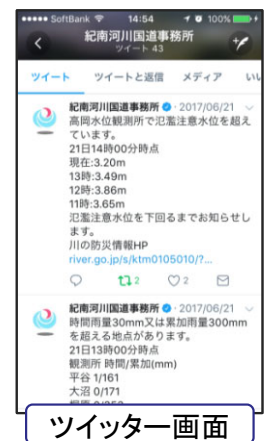 SoftBank 14:54 100%
紀南河川国道事務所
ツイート 43
ツイート ツイートと返信 メディア いい
紀南河川国道事務所 · 2017/06/21
高岡水位観測所で氾濫注意水位を超え
ています。
21日14時00分時点
現在:3.20m
13時:3.49m
12時:3.86m
11時:3.65m
氾濫注意水位を下回るまでお知らせし
ます。
川の防災情報HP
river.go.jp/s/ktm0105010/?...
2 2
紀南河川国道事務所 · 2017/06/21
時間雨量30mm又は累加雨量300mm
を超える地点があります。
21日13時00分時点
観測所 時間/累加(mm)
平谷 1/161
大沼 0/171
ツイッター画面